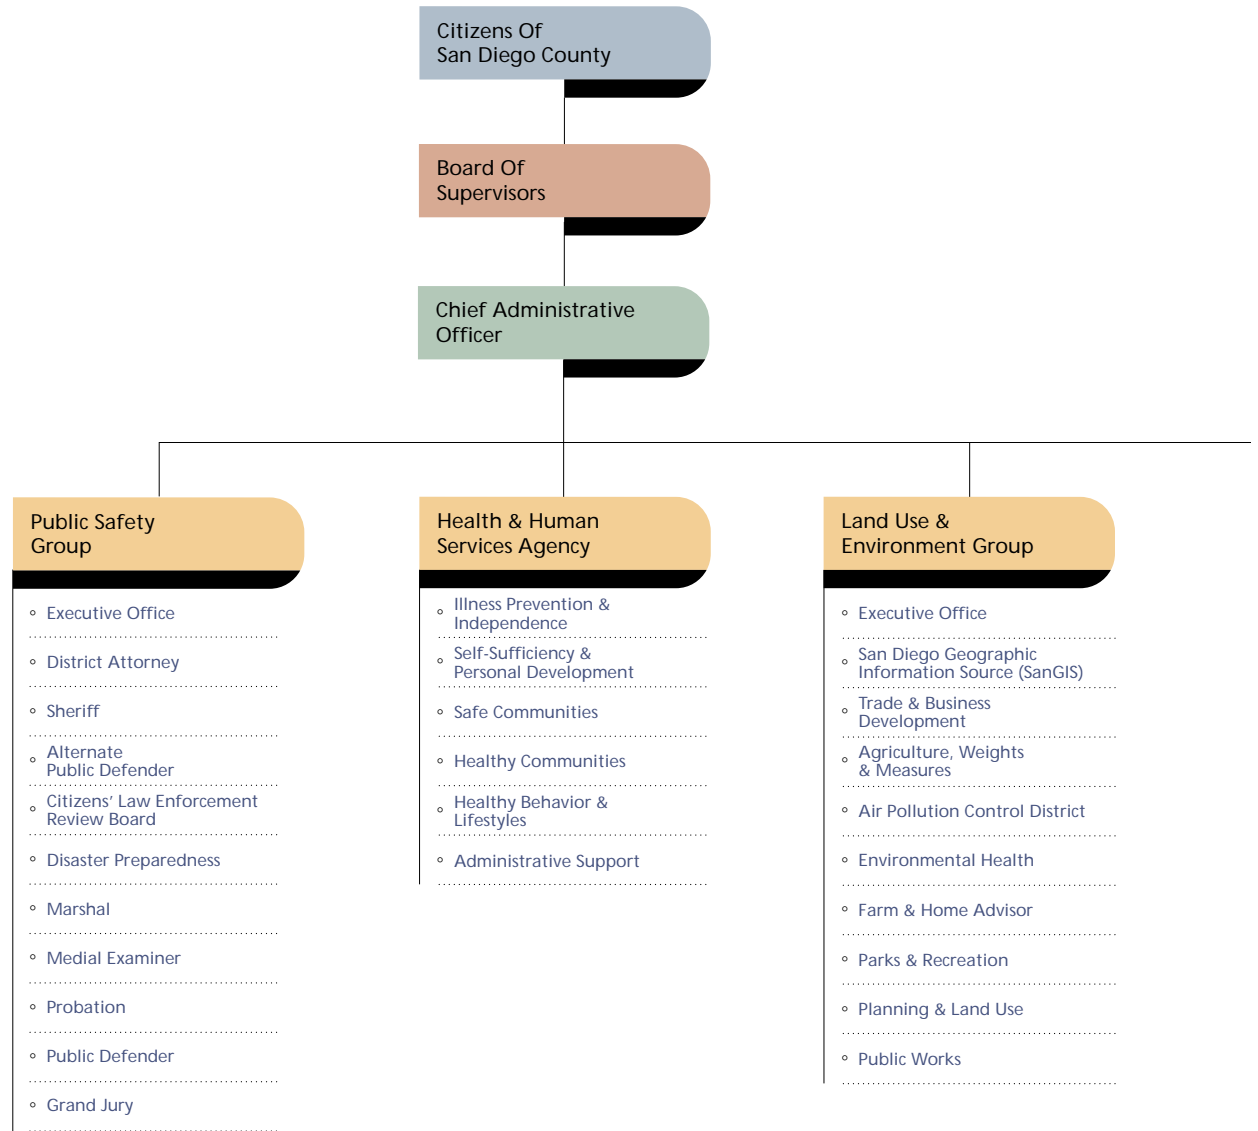 Citizens Of
San Diego County
Board Of
Supervisors
Chief Administrative
Officer
Public Safety
Group
Executive Office
District Attorney
Sheriff
Alternate
Public Defender
Citizens’ Law Enforcement
Review Board
Disaster Preparedness
Marshal
Medial Examiner
Probation
Public Defender
Grand Jury
Health & Human
Services Agency
Illness Prevention &
Independence
Self-Sufficiency &
Personal Development
Safe Communities
Healthy Communities
Healthy Behavior &
Lifestyles
Administrative Support
Land Use &
Environment Group
Executive Office
San Diego Geographic
Information Source (SanGIS)
Trade & Business
Development
Agriculture, Weights
& Measures
Air Pollution Control District
Environmental Health
Farm & Home Advisor
Parks & Recreation
Planning & Land Use
Public Works